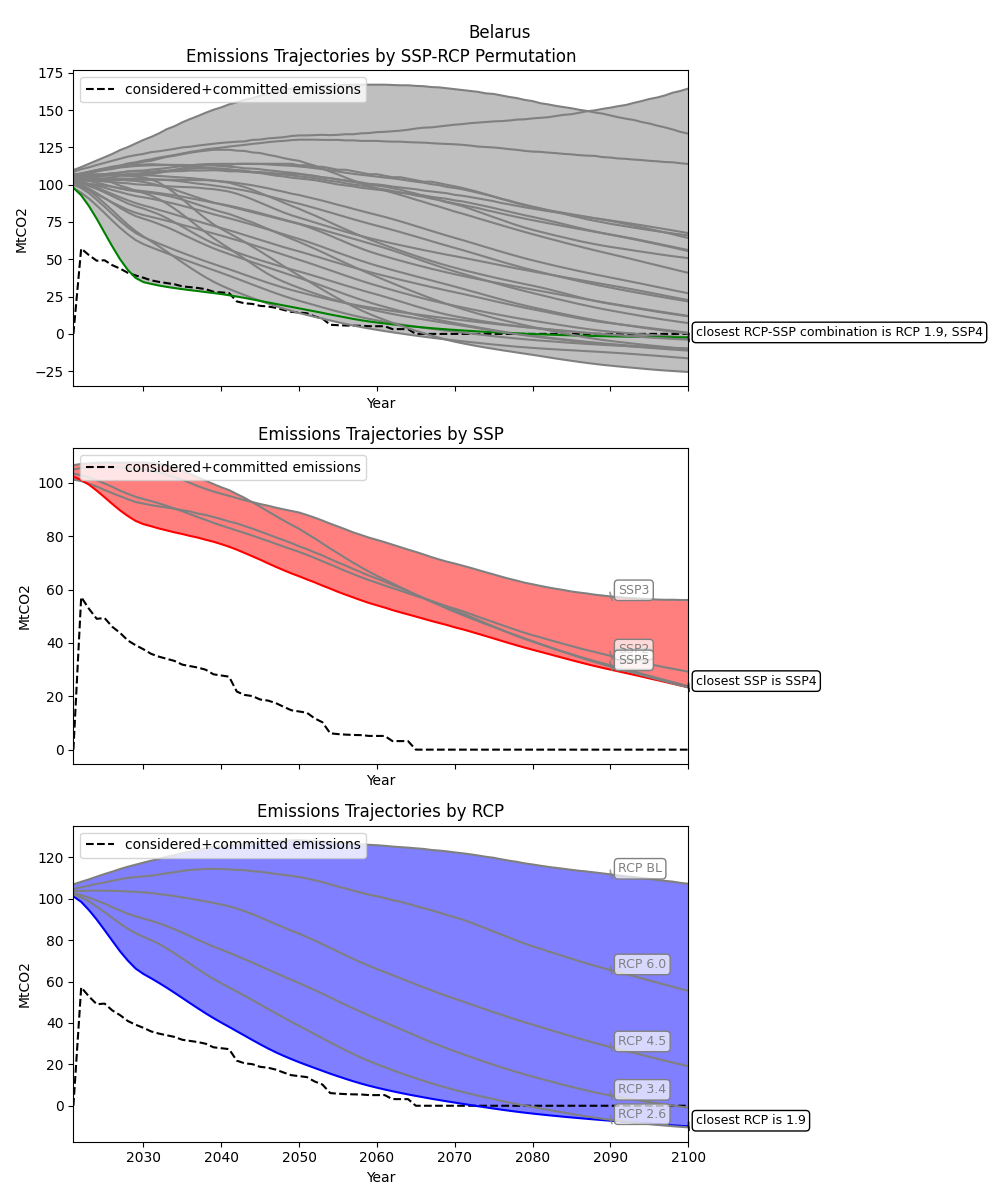 Belarus
Emissions Trajectories by SSP-RCP Permutation
175
150
125
100
75
50
25
0
−25
MtCO2
considered+committed emissions
closest RCP-SSP combination is RCP 1.9, SSP4
Year
Emissions Trajectories by SSP
100
80
60
40
20
0
MtCO2
considered+committed emissions
SSP3
SSP2
SSP5
closest SSP is SSP4
Year
Emissions Trajectories by RCP
120
100
80
60
40
20
0
MtCO2
considered+committed emissions
RCP BL
RCP 6.0
RCP 4.5
RCP 3.4
RCP 2.6
closest RCP is 1.9
2030 2040 2050 2060 2070 2080 2090 2100
Year